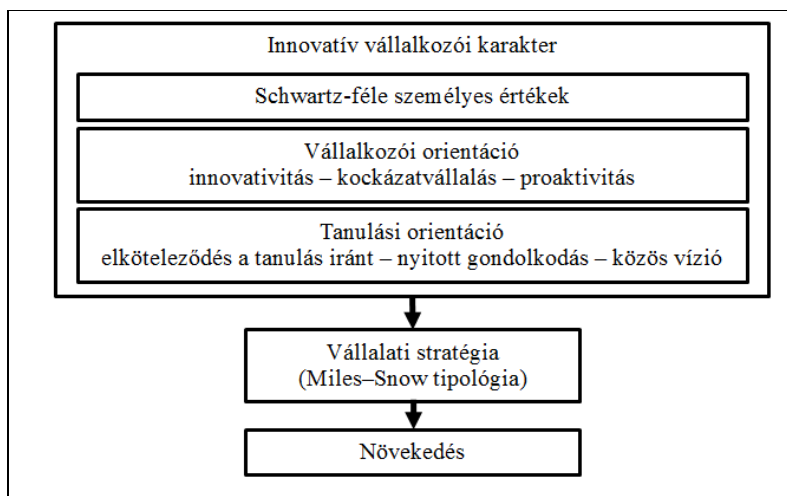 Innovatív vállalkozói karakter
Schwartz-féle személyes értékek
Vállalkozói orientáció
innovativitás – kockázatvállalás – proaktivitás
Tanulási orientáció
elköteleződés a tanulás iránt – nyitott gondolkodás – közös vízió
Vállalati stratégia
(Miles–Snow tipológia)
Növekedés